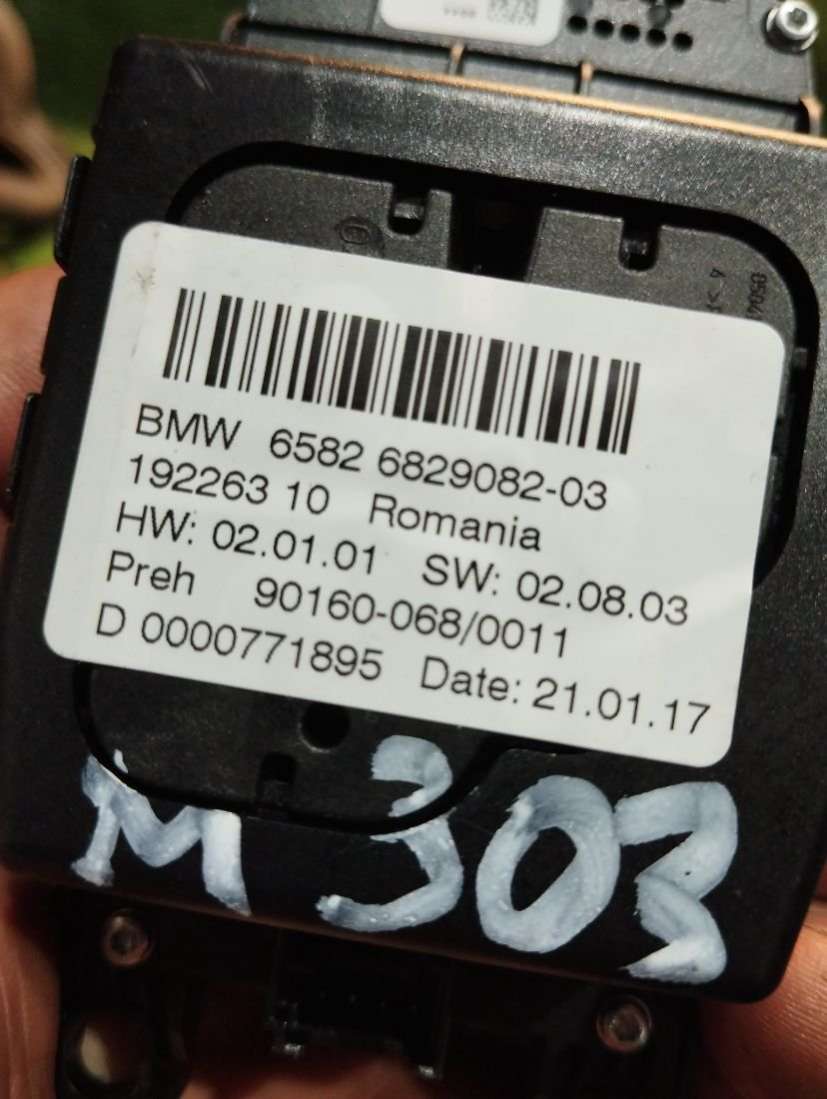 BMW 6582 6829082-03
192263 10 Romania
HW: 02.01.01 SW: 02.08.03
Preh 90160-068/0011
D 0000771895 Date: 21.01.17
M 303